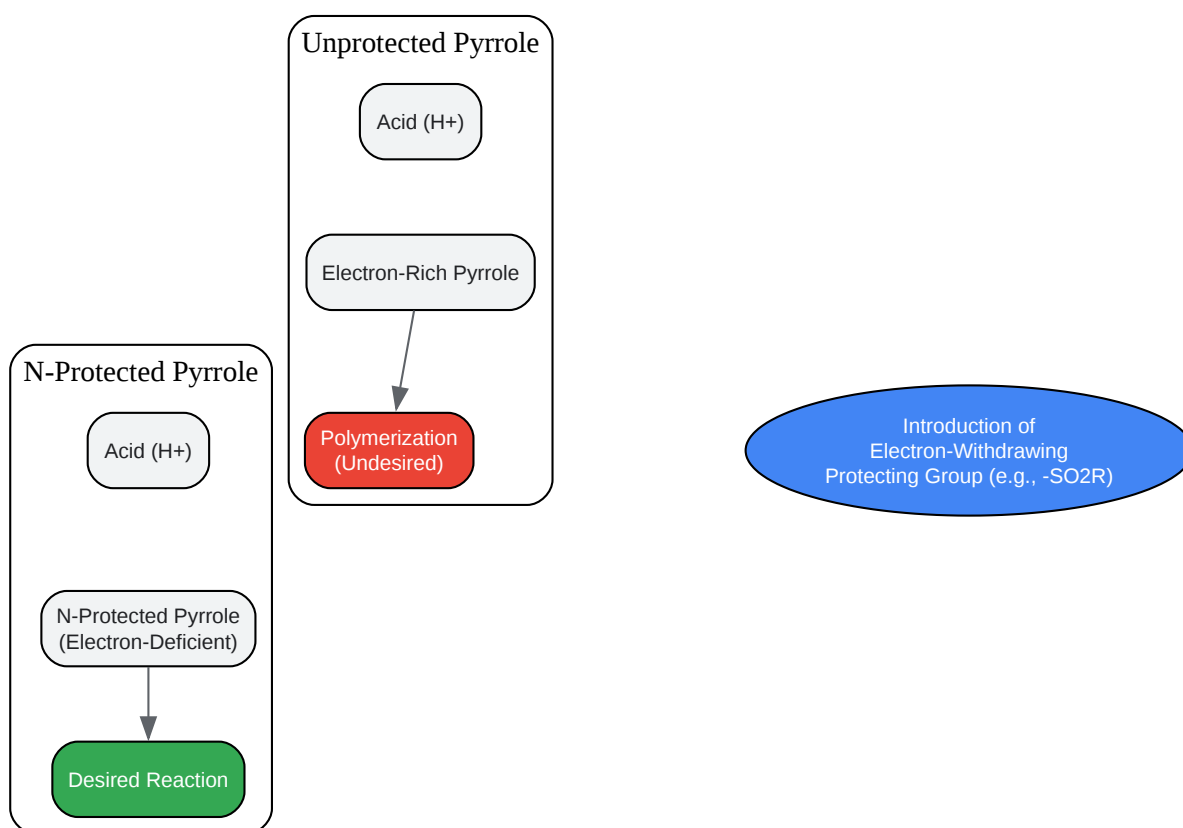 Unprotected Pyrrole
Acid (H+)
Electron-Rich Pyrrole
Polymerization
(Undesired)
N-Protected Pyrrole
Acid (H+)
N-Protected Pyrrole
(Electron-Deficient)
Desired Reaction
Introduction of
Electron-Withdrawing
Protecting Group (e.g., -SO2R)